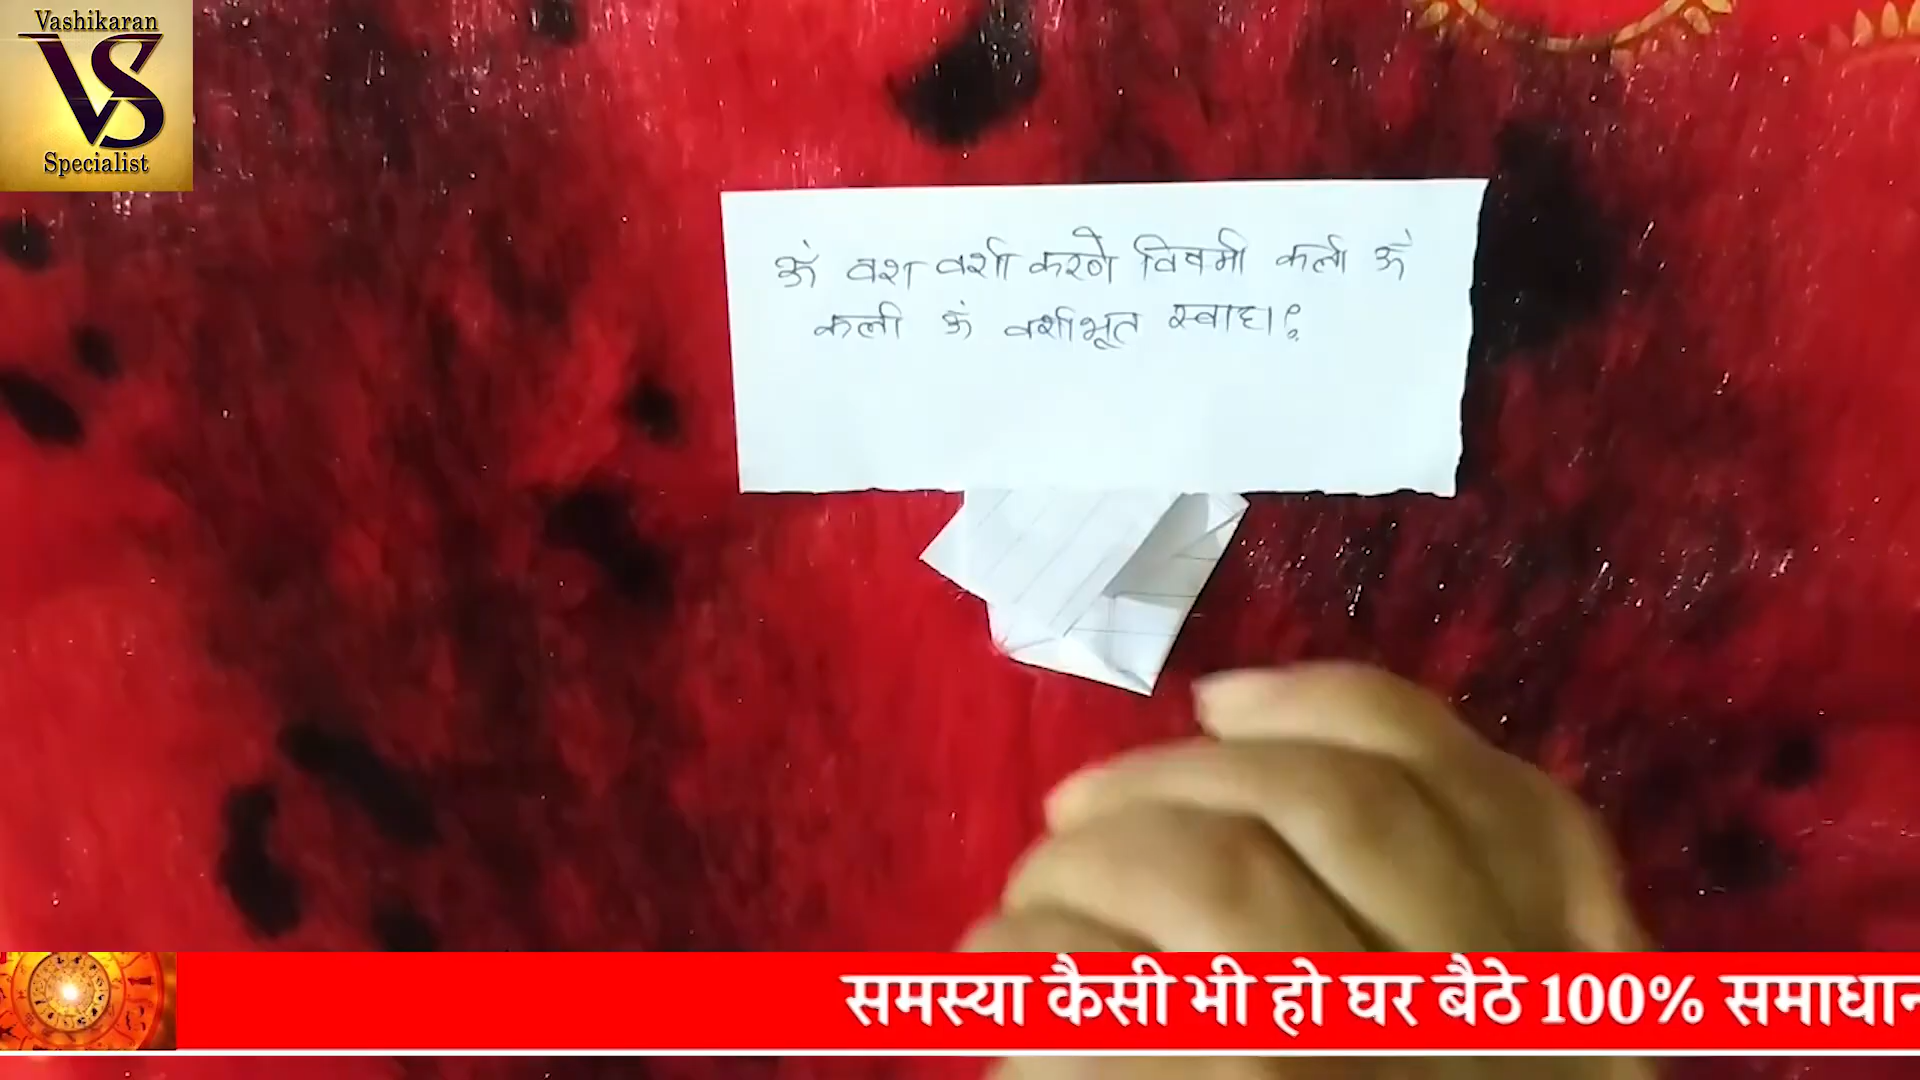 Vashikaran
VS
Specialist
ॐ वश वशी करणे विषमी कली ॐ
कली ॐ वशीभूत स्वाहा
समस्या कैसी भी हो घर बैठे 100% समाधान